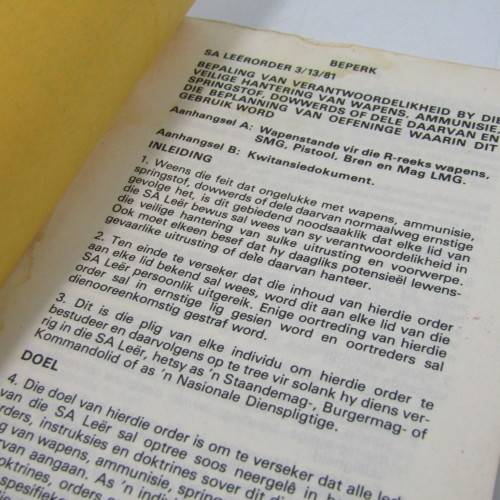 BEPERK
SA LEËRORDER 3/13/81
BEPALING VAN VERANTWOORDELIKHEID BY DIE
VEILIGE HANTERING VAN WAPENS, AMMUNISIE,
SPRINGSTOF, DOWWERDS OF DELE DAARVAN EN
DIE BEPLANNING VAN OEFENINGE WAARIN DIT
GEBRUIK WORD
Aanhangsel A: Wapenstande vir die R-reeks wapens,
SMG, Pistool, Bren en Mag LMG.
Aanhangsel B: Kwitansiedokument.
INLEIDING
1. Weens die feit dat ongelukke met wapens, ammunisie,
springstof, dowwerds of dele daarvan normaalweg ernstige
gevolge het, is dit gebiedend noodsaaklik dat elke lid van
die SA Leër bewus sal wees van sy verantwoordelikheid in
die veilige hantering van sulke uitrusting en voorwerpe.
Ook moet elkeen besef dat hy daagliks potensieël lewens-
gevaarlike uitrusting of dele daarvan hanteer.
2. Ten einde te verseker dat die inhoud van hierdie order
aan elke lid bekend sal wees, word dit aan elke lid van die
SA Leër persoonlik uitgereik. Enige oortreding van hierdie
order sal in ernstige lig gesien word en oortreders sal
dienooreenkomstig gestraf word.
3. Dit is die plig van elke individu om hierdie order te
bestudeer en daarvolgens op te tree vir solank hy diens ver-
rig in die SA Leër, hetsy as 'n Staandemag-, Burgermag- of
Kommandolid of as 'n Nasionale Dienspligtige.
DOEL
4. Die doel van hierdie order is om te verseker dat alle
van die SA Leër sal optree soos neergelê in
orders, instruksies en doktrines sover dit die
van wapens, ammunisie, spring
van aangaan. As 'n indi
doktrines, orders
spesifieke